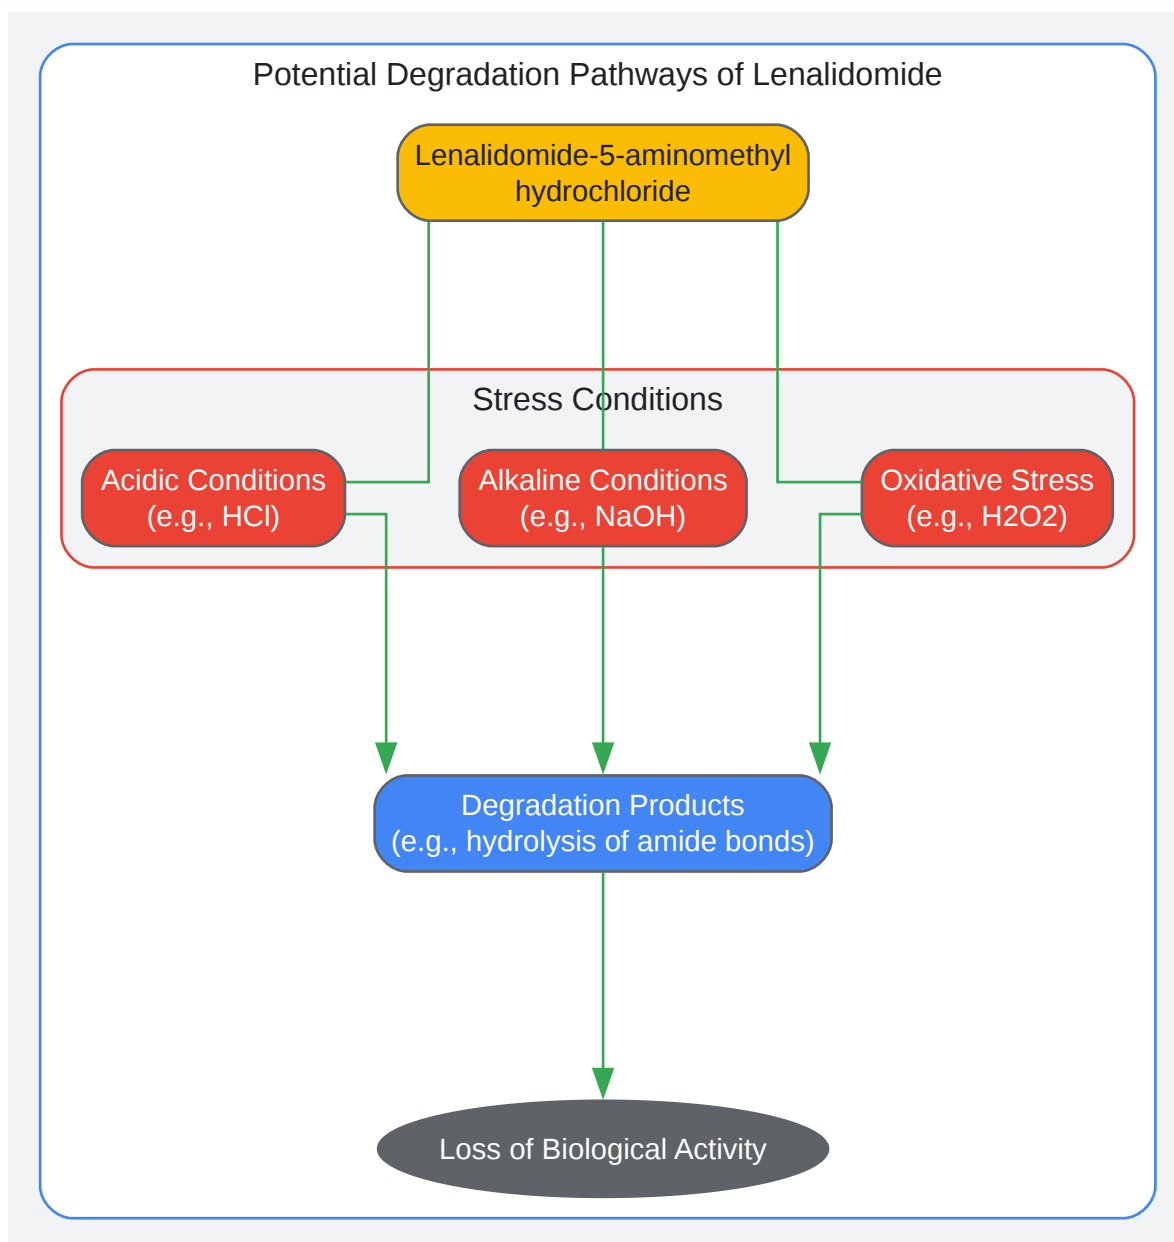 Potential Degradation Pathways of Lenalidomide
Lenalidomide-5-aminomethyl
hydrochloride
Stress Conditions
Acidic Conditions
(e.g., HCl)
Alkaline Conditions
(e.g., NaOH)
Oxidative Stress
(e.g., H2O2)
Degradation Products
(e.g., hydrolysis of amide bonds)
Loss of Biological Activity